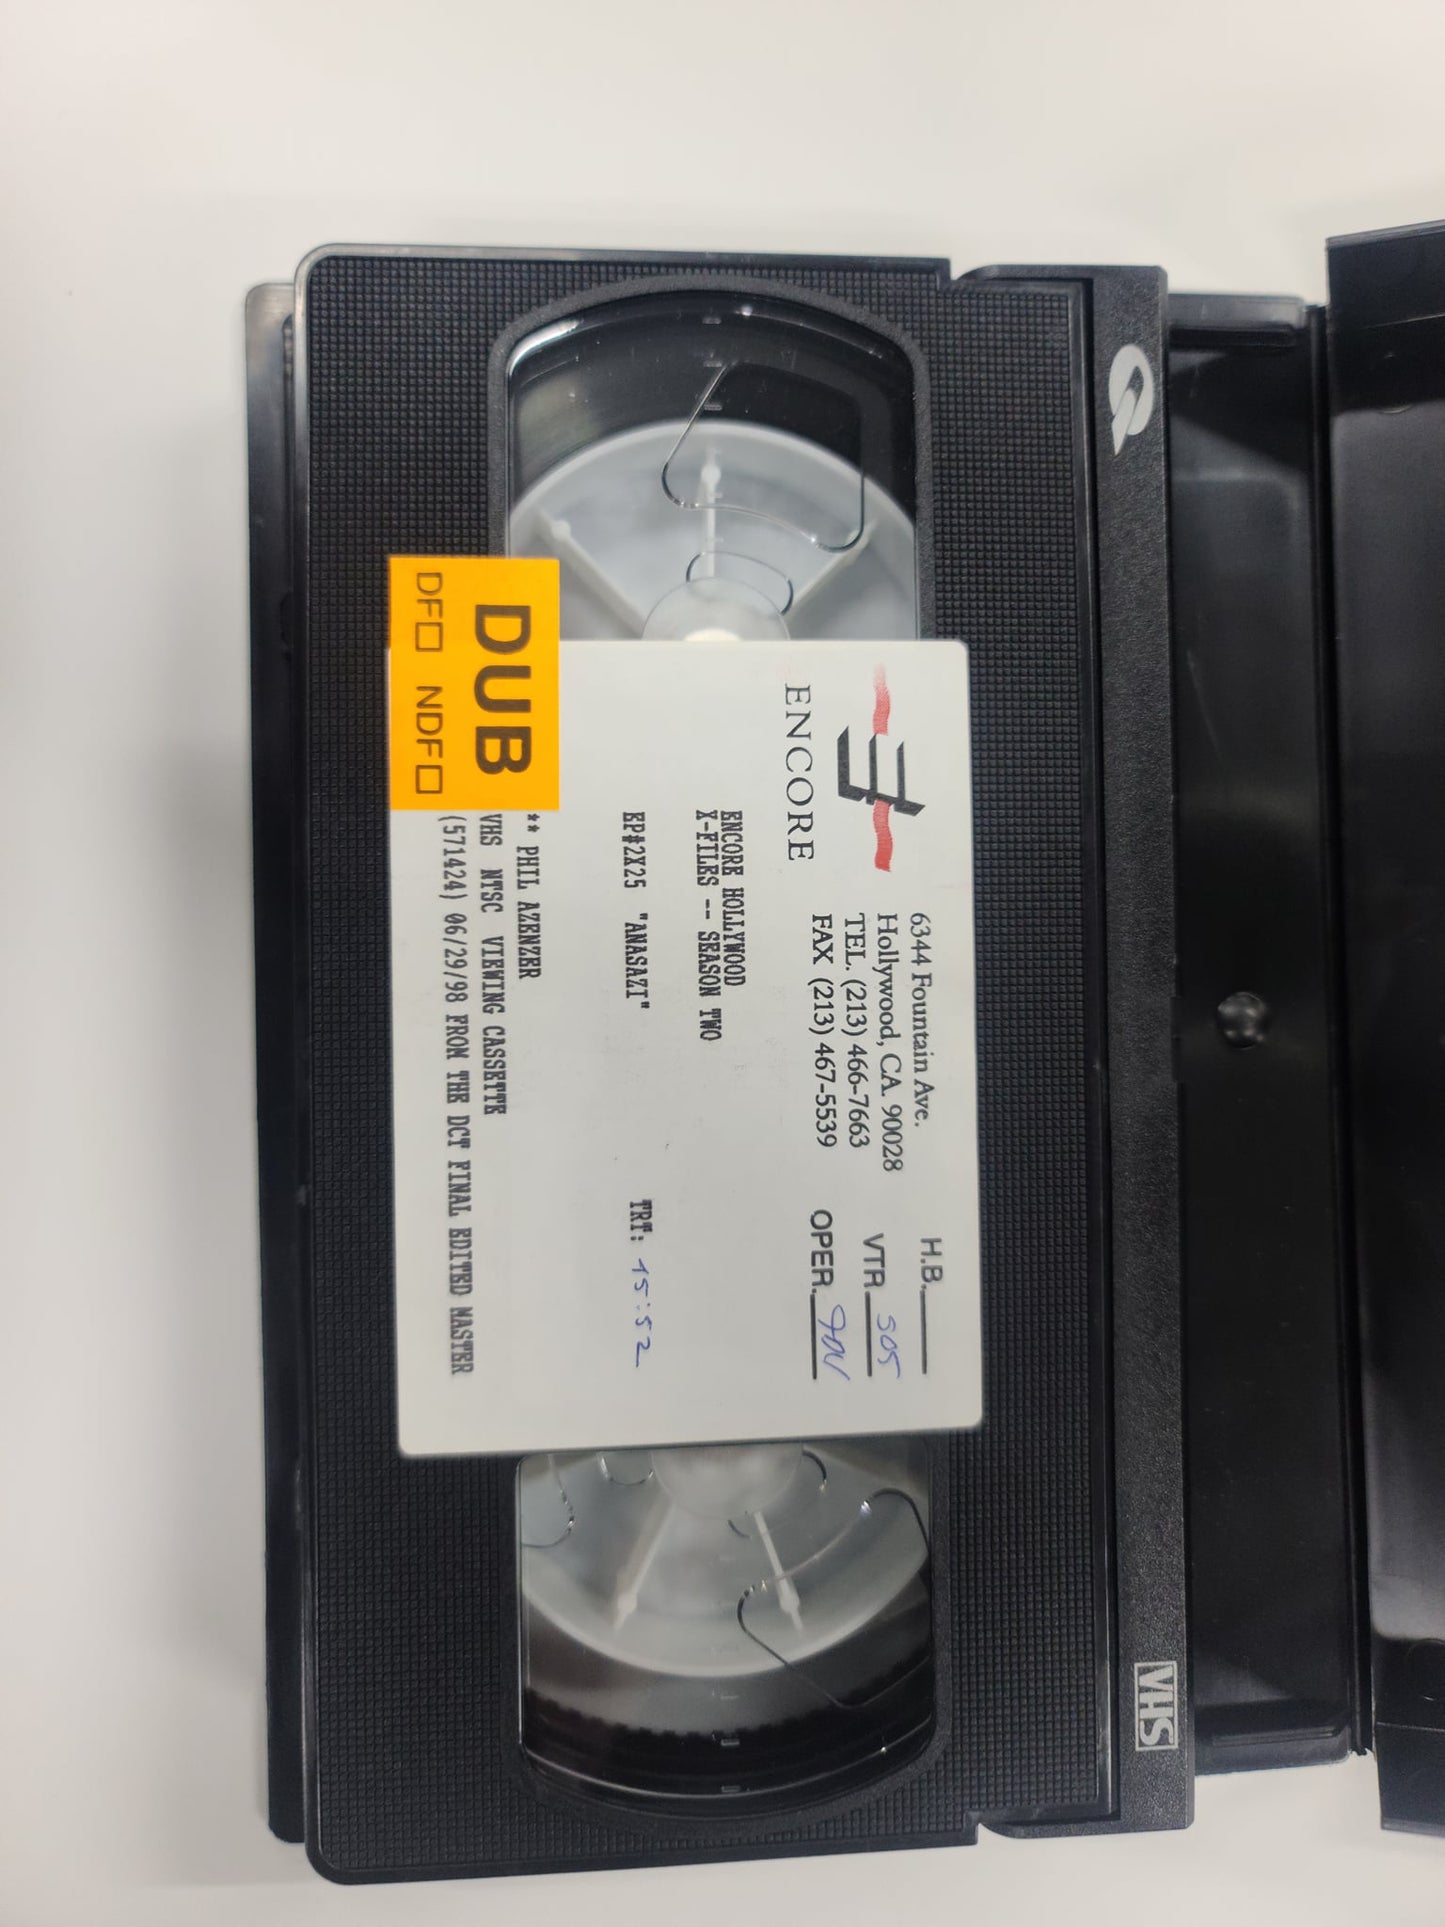 ENCORE
6344 Fountain Ave.
Hollywood, CA. 90028
TEL. (213) 466-7663
FAX (213) 467-5539
H.B.
VTR 505
OPER.
ENCORE HOLLYWOOD
X-FILES -- SEASON TWO
EP#2X25 "ANASAZI"
TRT: 45:52
** PHIL AZENZER
VHS NTSC VIEWING CASSETTE
(571424) 06/29/98 FROM THE DCT FINAL EDITED MASTER
DUB
DF□ NDF□
VHS